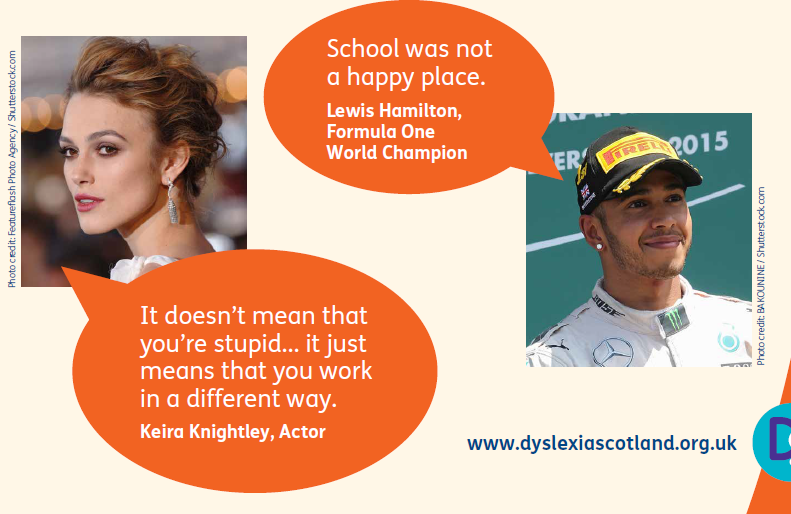 Photo credit: Featureflash Photo Agency / Shutterstock.com
School was not
a happy place.
Lewis Hamilton,
Formula One
World Champion
2015
PIRELLI
Photo credit: BAKOUNINE / Shutterstock.com
It doesn’t mean that
you’re stupid... it just
means that you work
in a different way.
Keira Knightley, Actor
www.dyslexiascotland.org.uk
D